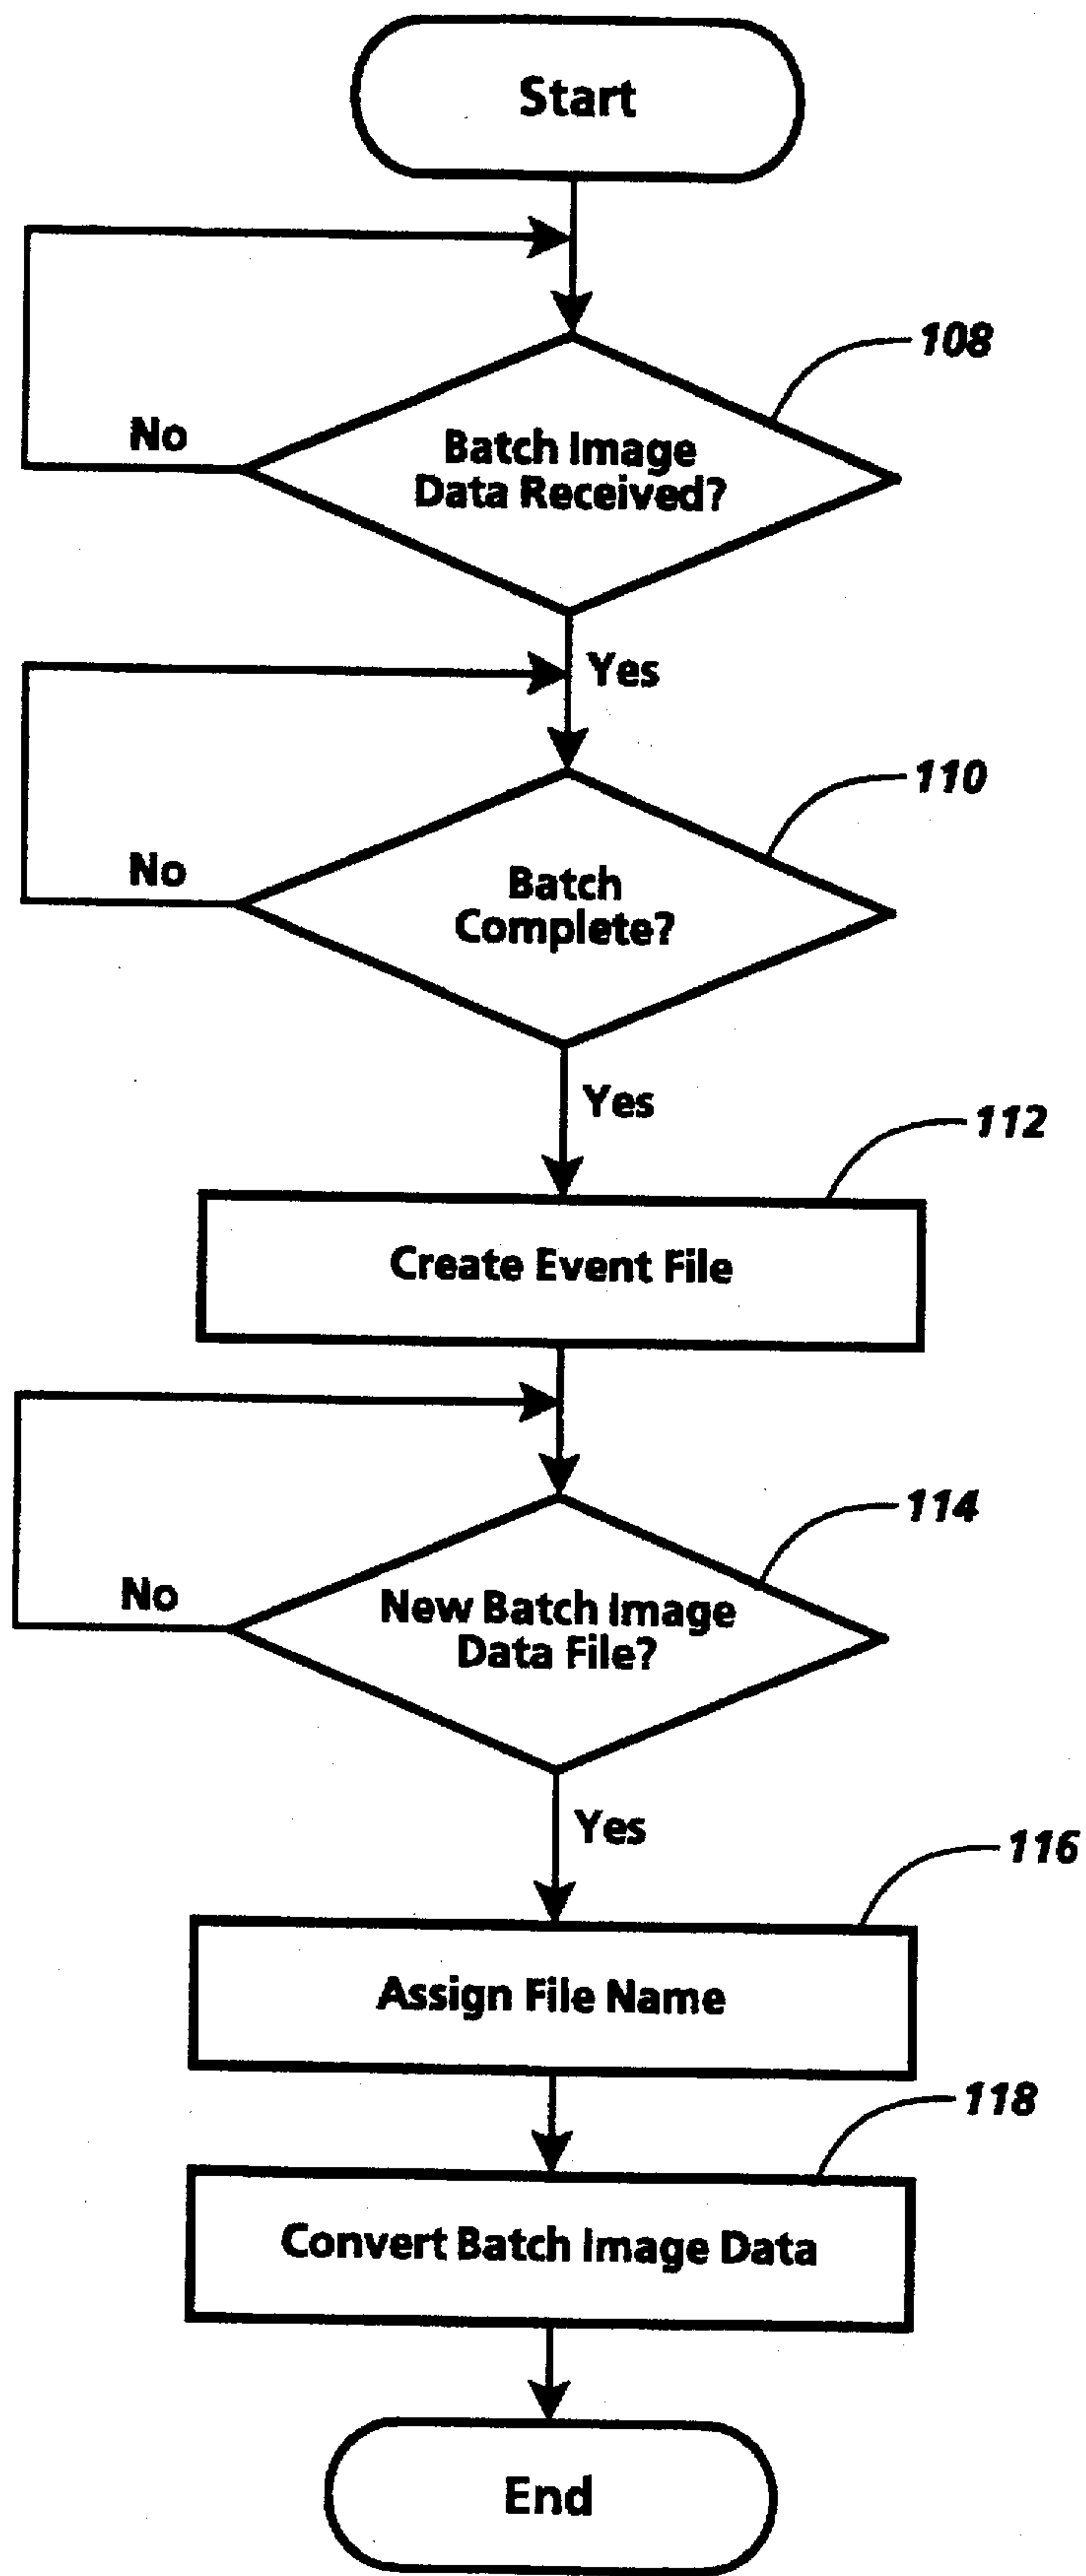 Start
108
No
Batch Image
Data Received?
Yes
110
No
Batch
Complete?
Yes
112
Create Event File
114
No
New Batch Image
Data File?
Yes
116
Assign File Name
118
Convert Batch Image Data
End